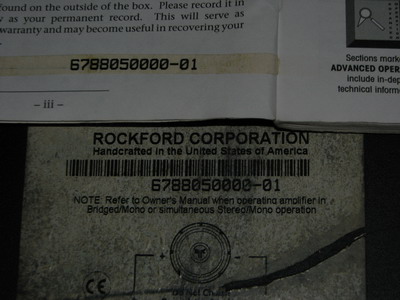 found on the outside of the box. Please record it in
as your permanent record. This will serve as
warranty and may become useful in recovering your
6788050000-01
– iii –
Sections mark
ADVANCED OPER
include in-dep
technical inform
ROCKFORD CORPORATION
Handcrafted in the United States of America
6788050000-01
NOTE: Refer to Owner's Manual when operating amplifier in
Bridged/Mono or simultaneous Stereo/Mono operation
+ –
CE